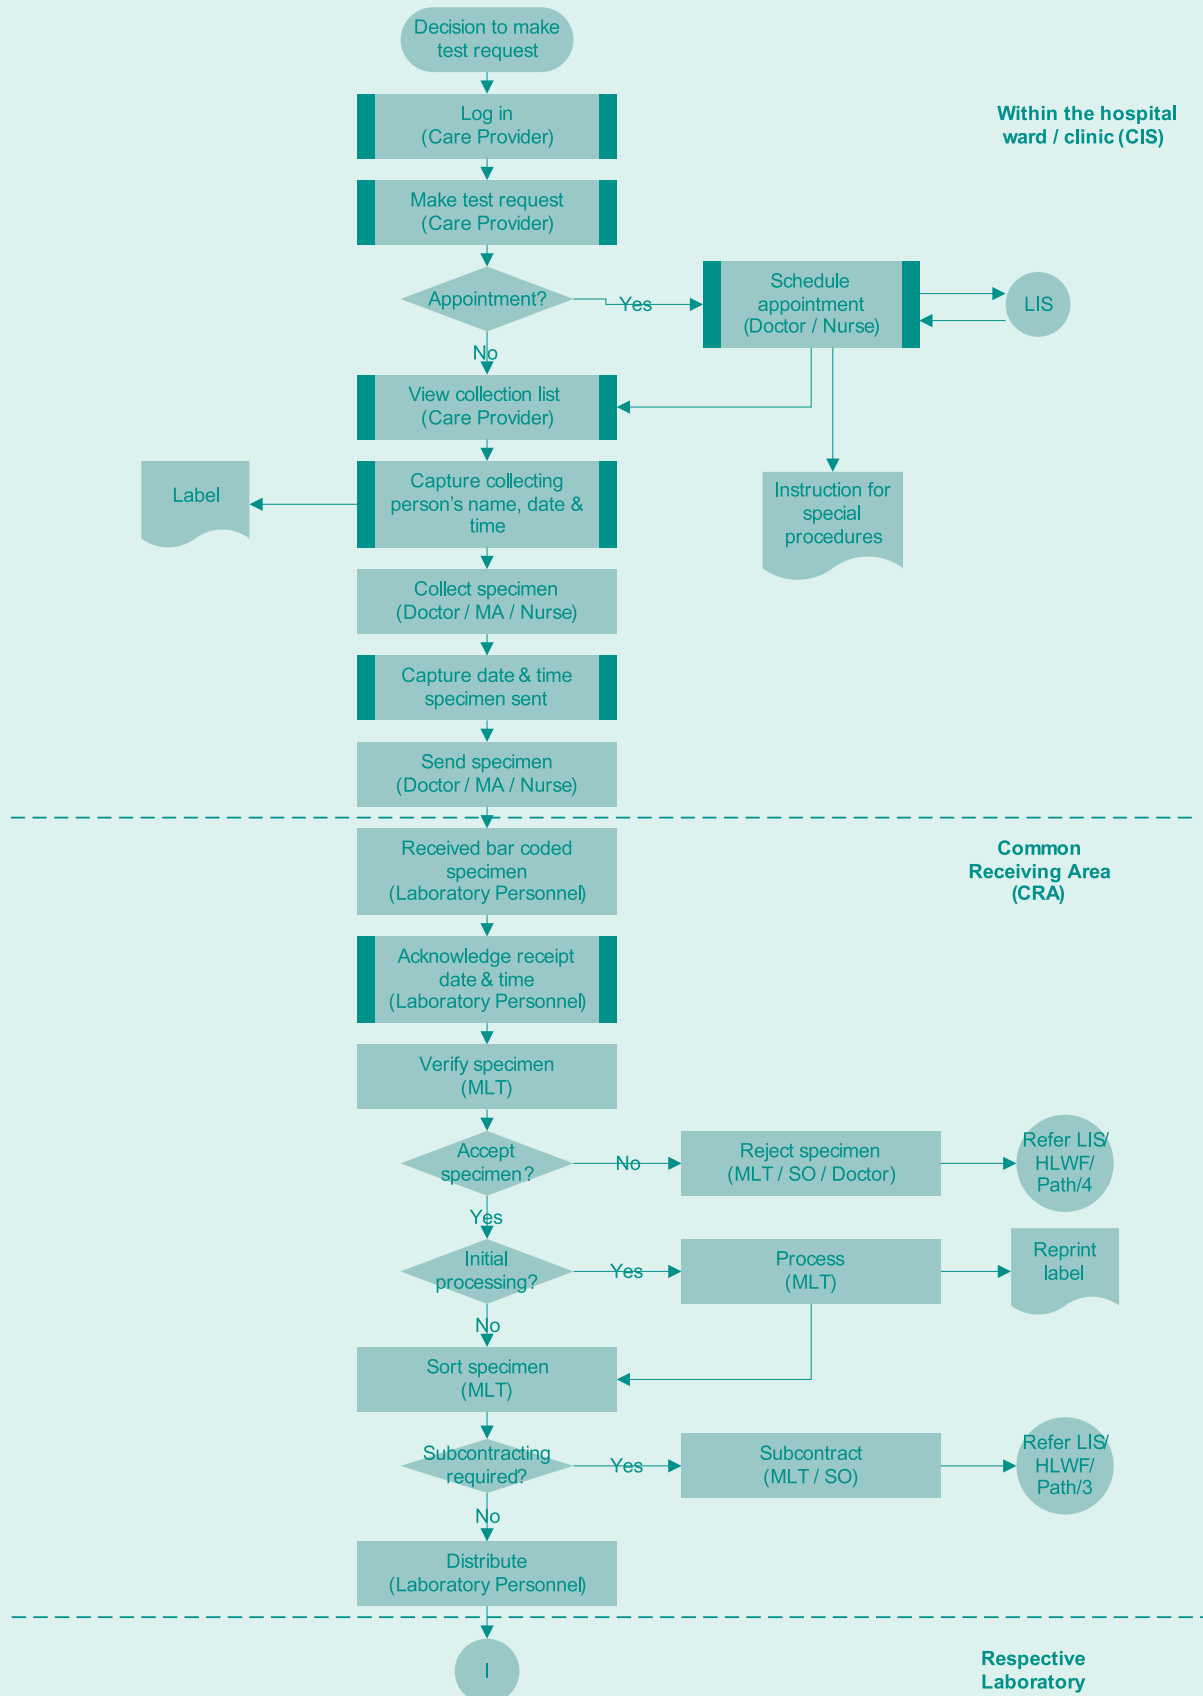 Decision to make
test request
Log in
(Care Provider)
Within the hospital
ward / clinic (CIS)
Make test request
(Care Provider)
Appointment?
Yes
Schedule
appointment
(Doctor / Nurse)
LIS
No
View collection list
(Care Provider)
Label
Capture collecting
person's name, date &
time
Instruction for
special
procedures
Collect specimen
(Doctor / MA / Nurse)
Capture date & time
specimen sent
Send specimen
(Doctor / MA / Nurse)
Received bar coded
specimen
(Laboratory Personnel)
Common
Receiving Area
(CRA)
Acknowledge receipt
date & time
(Laboratory Personnel)
Verify specimen
(MLT)
Accept
specimen?
No
Reject specimen
(MLT / SO / Doctor)
Refer LIS/
HLWF/
Path/4
Yes
Initial
processing?
Yes
Process
(MLT)
Reprint
label
No
Sort specimen
(MLT)
Subcontracting
required?
Yes
Subcontract
(MLT / SO)
Refer LIS/
HLWF/
Path/3
No
Distribute
(Laboratory Personnel)
I
Respective
Laboratory